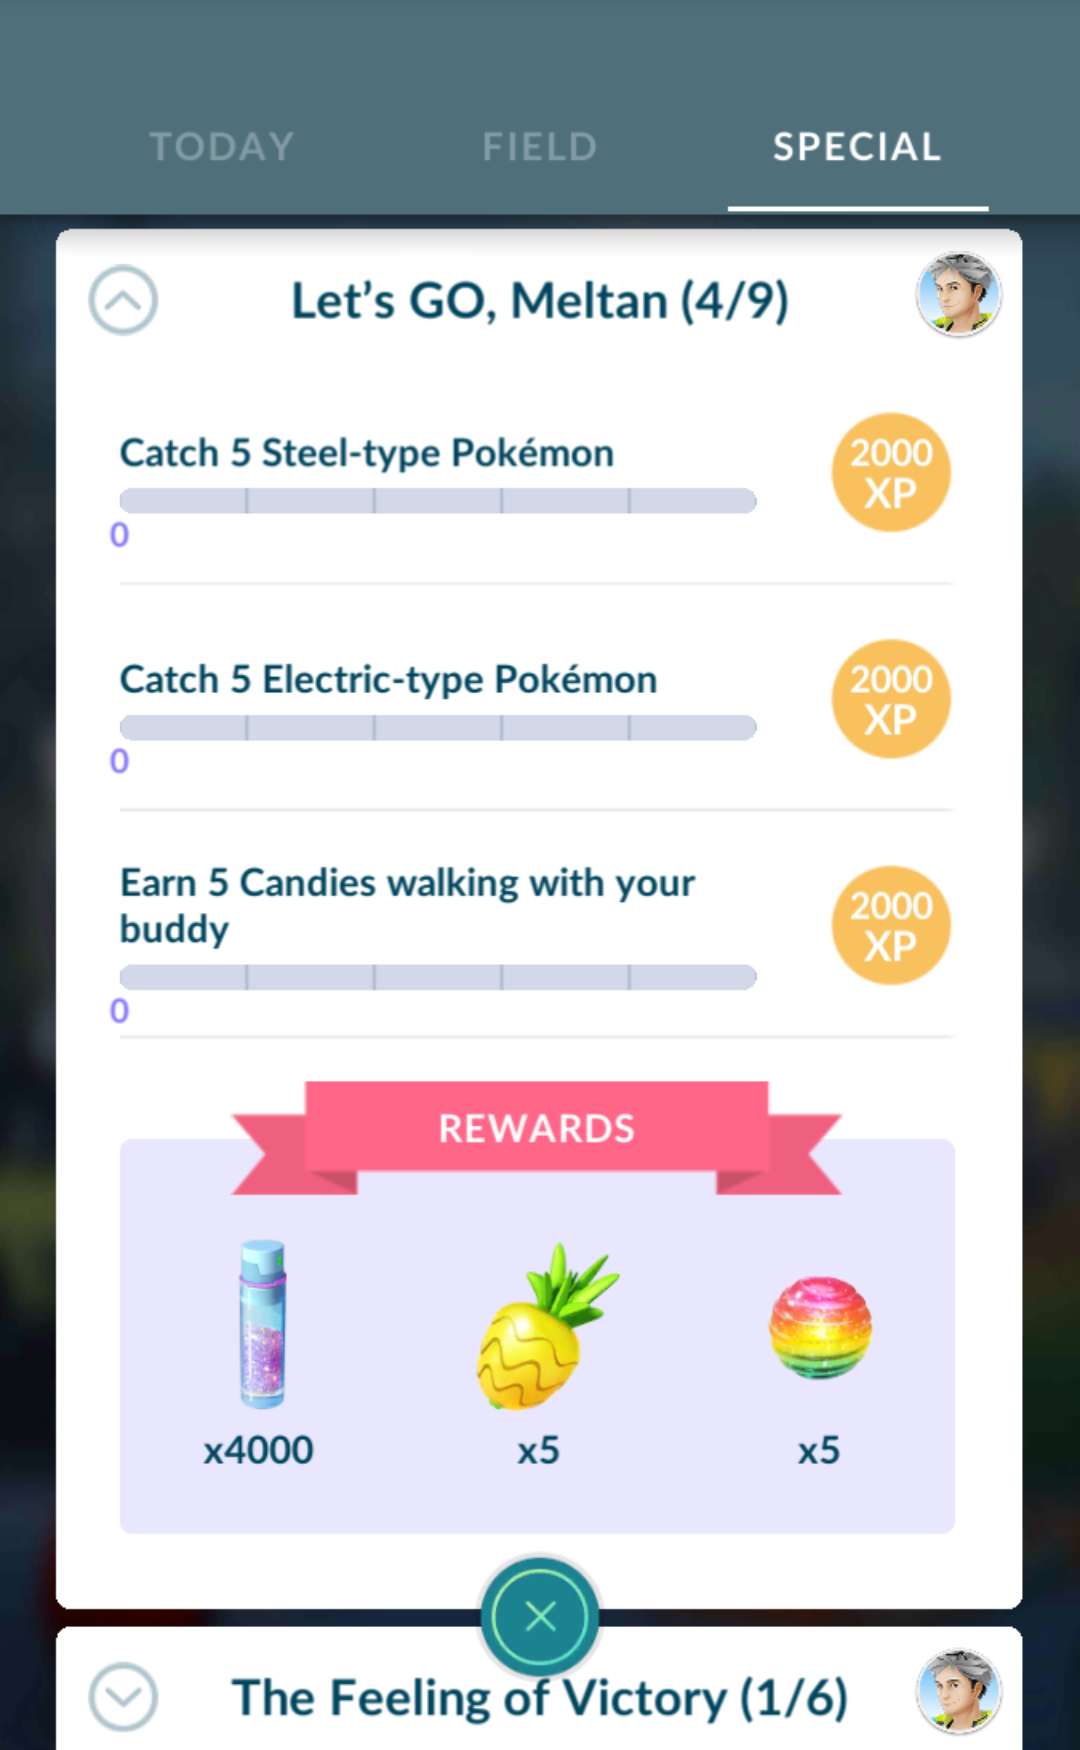 TODAY
FIELD
SPECIAL
Let's GO, Meltan (4/9)
Catch 5 Steel-type Pokémon
2000
XP
0
Catch 5 Electric-type Pokémon
2000
XP
0
Earn 5 Candies walking with your
buddy
2000
XP
0
REWARDS
x4000
x5
x5
The Feeling of Victory (1/6)